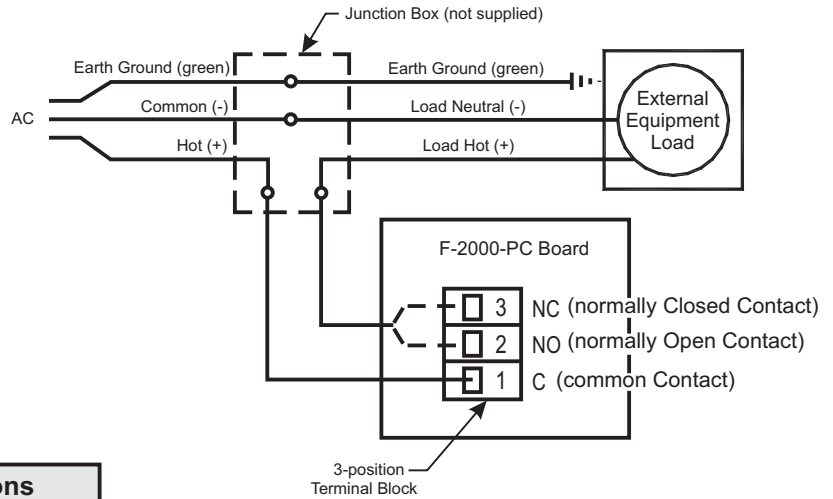 Junction Box (not supplied)
Earth Ground (green)
Earth Ground (green)
AC
Common (-)
Load Neutral (-)
External
Equipment
Load
Hot (+)
Load Hot (+)
F-2000-PC Board
3 NC (normally Closed Contact)
2 NO (normally Open Contact)
1 C (common Contact)
3-position
Terminal Block